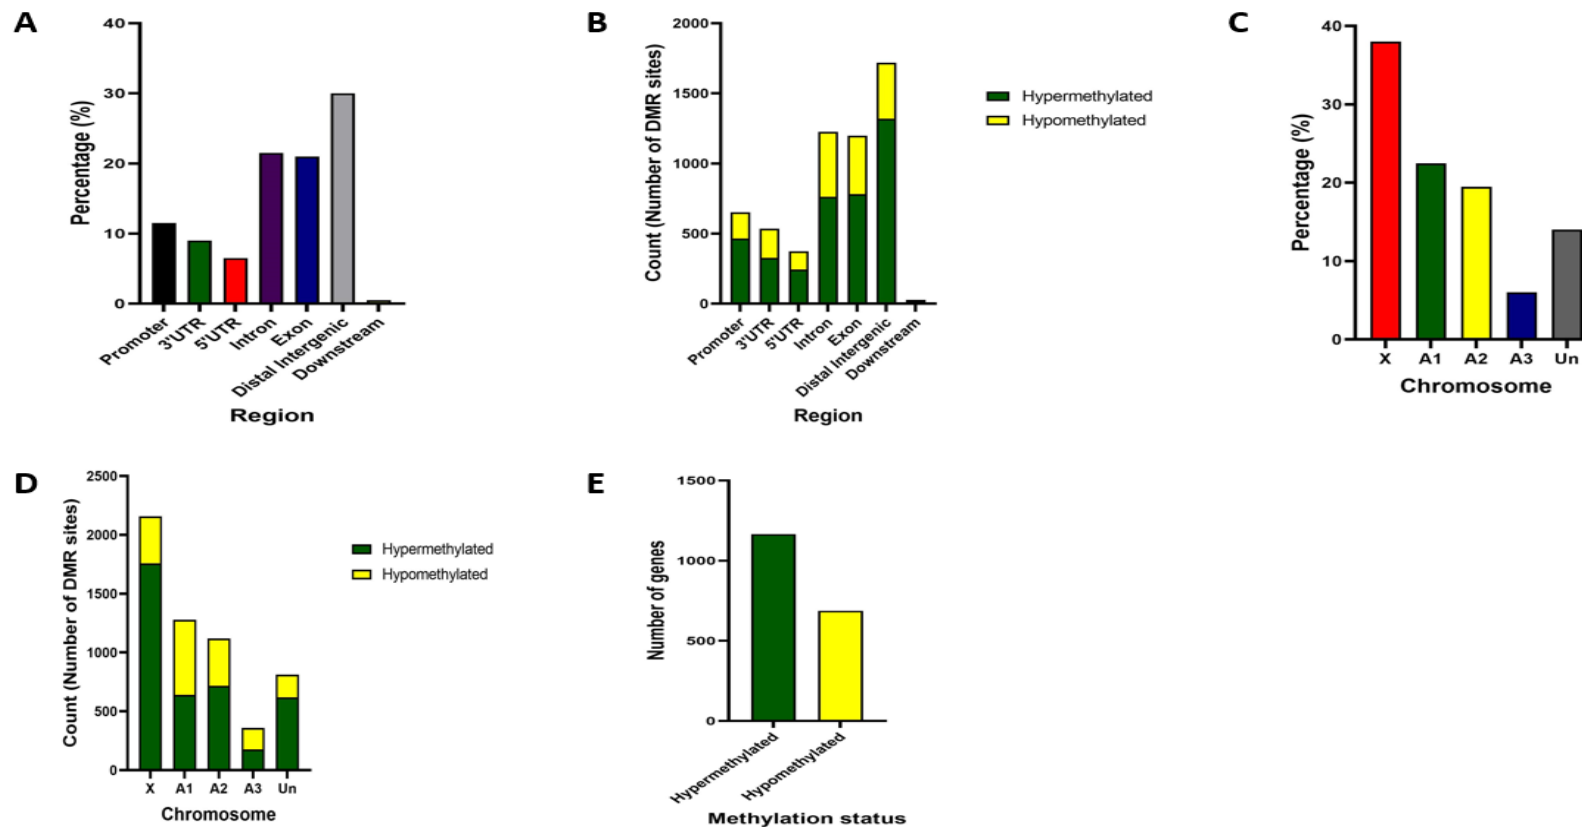 A
40
30
20
10
0
Percentage (%)
Promoter
3'UTR
5'UTR
Intron
Exon
Distal Intergenic
Downstream
Region
B
2000
1500
1000
500
0
Count (Number of DMR sites)
Promoter
3'UTR
5'UTR
Intron
Exon
Distal Intergenic
Downstream
Region
Hypermethylated
Hypomethylated
C
40
30
20
10
0
Percentage (%)
X A1 A2 A3 Un
Chromosome
D
2500
2000
1500
1000
500
0
Count (Number of DMR sites)
X A1 A2 A3 Un
Chromosome
Hypermethylated
Hypomethylated
E
1500
1000
500
0
Number of genes
Hypermethylated
Hypomethylated
Methylation status